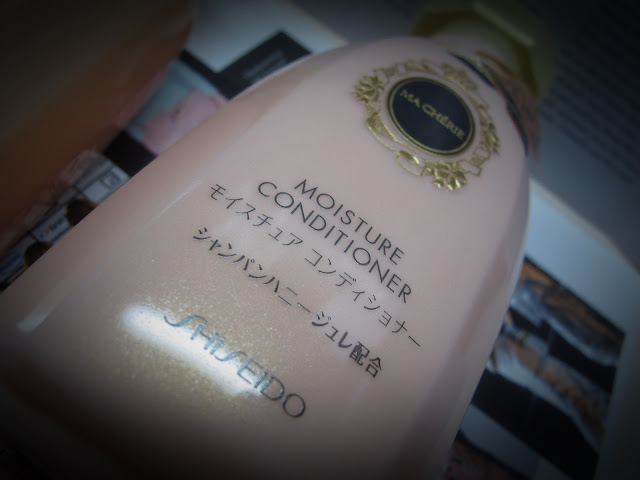 MA CHÉRIE
MOISTURE
CONDITIONER
モイスチュア コンディショナー
シャンパンハニー ジュレ配合
SHISEIDO